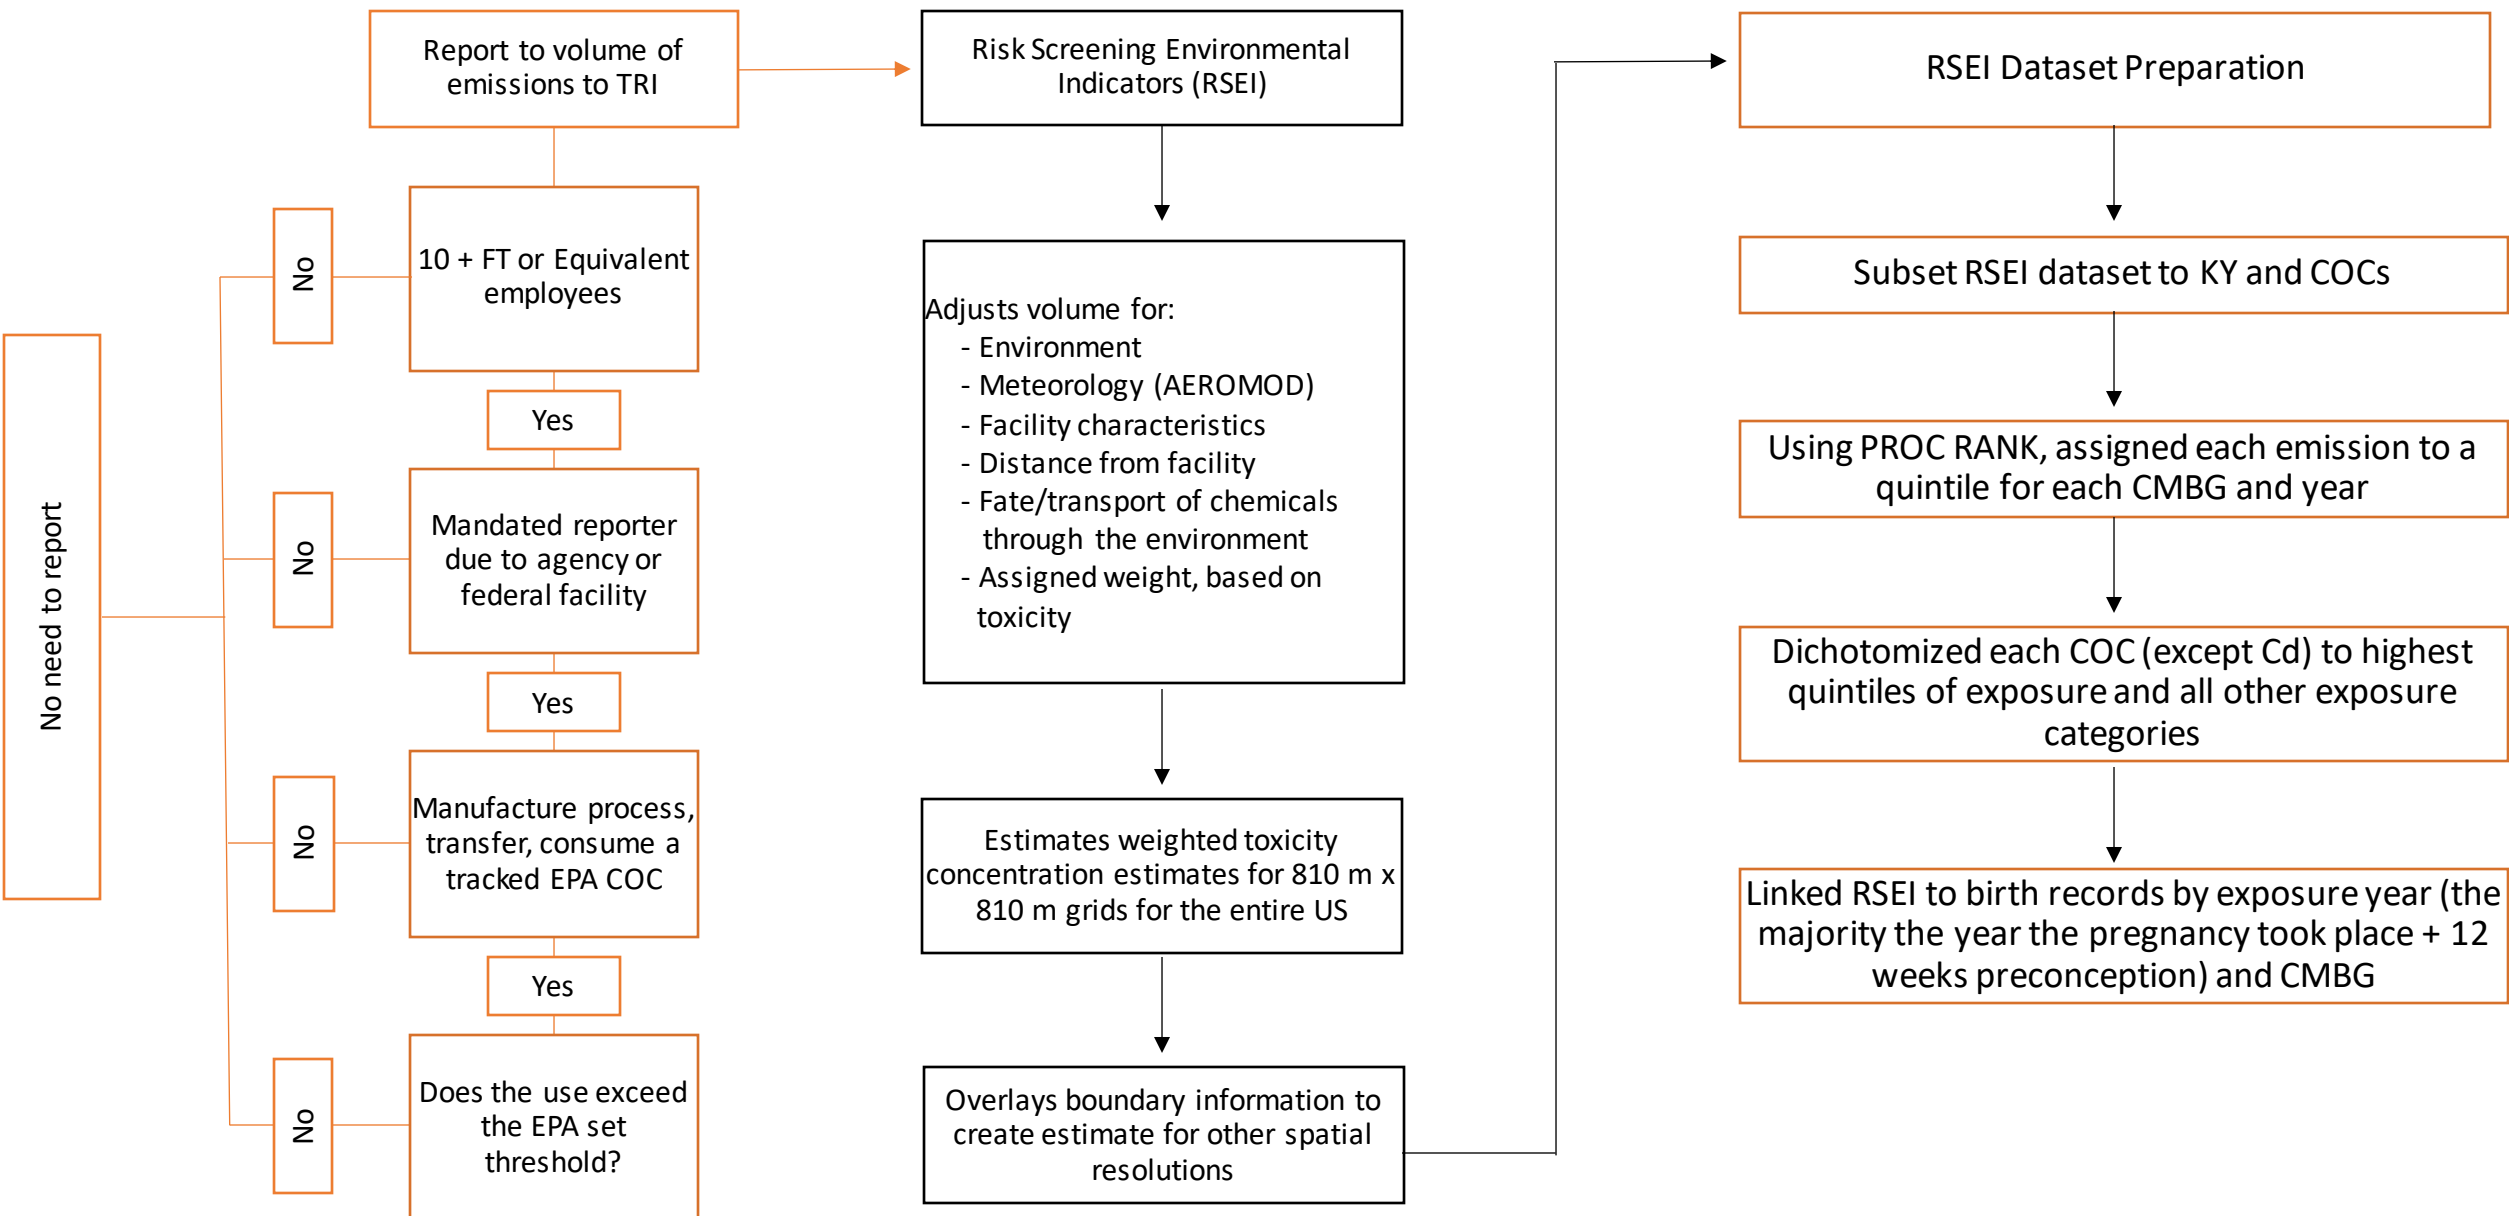 Report to volume of
emissions to TRI
10 + FT or Equivalent
employees
No
Yes
Mandated reporter
due to agency or
federal facility
No
Yes
Manufacture process,
transfer, consume a
tracked EPA COC
No
Yes
Does the use exceed
the EPA set
threshold?
No
No need to report
Risk Screening Environmental
Indicators (RSEI)
Adjusts volume for:
- Environment
- Meteorology (AEROMOD)
- Facility characteristics
- Distance from facility
- Fate/transport of chemicals
through the environment
- Assigned weight, based on
toxicity
Estimates weighted toxicity
concentration estimates for 810 m x
810 m grids for the entire US
Overlays boundary information to
create estimate for other spatial
resolutions
RSEI Dataset Preparation
Subset RSEI dataset to KY and COCs
Using PROC RANK, assigned each emission to a
quintile for each CMBG and year
Dichotomized each COC (except Cd) to highest
quintiles of exposure and all other exposure
categories
Linked RSEI to birth records by exposure year (the
majority the year the pregnancy took place + 12
weeks preconception) and CMBG